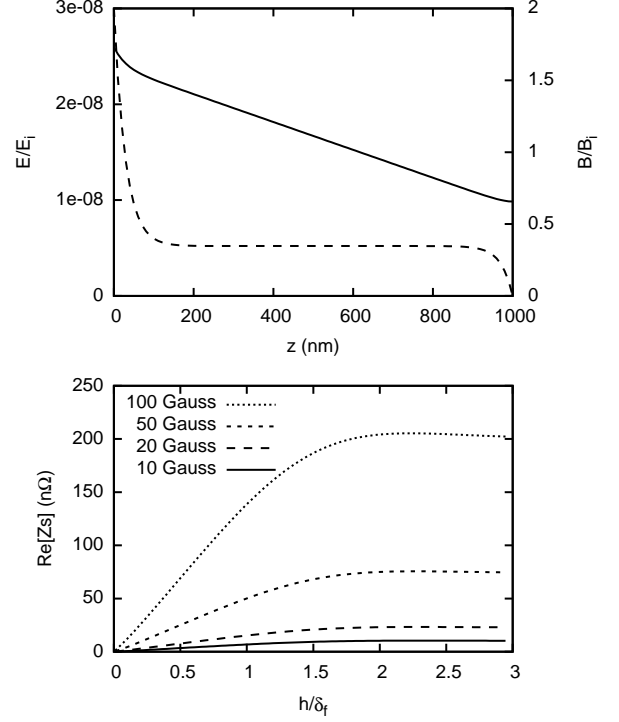 3e-08
2e-08
1e-08
0
E/E_i
2
1.5
1
0.5
0
B/B_i
0 200 400 600 800 1000
z (nm)
250
200
150
100
50
0
Re[Zs] (nΩ)
100 Gauss
50 Gauss
20 Gauss
10 Gauss
0 0.5 1 1.5 2 2.5 3
h/δ_f